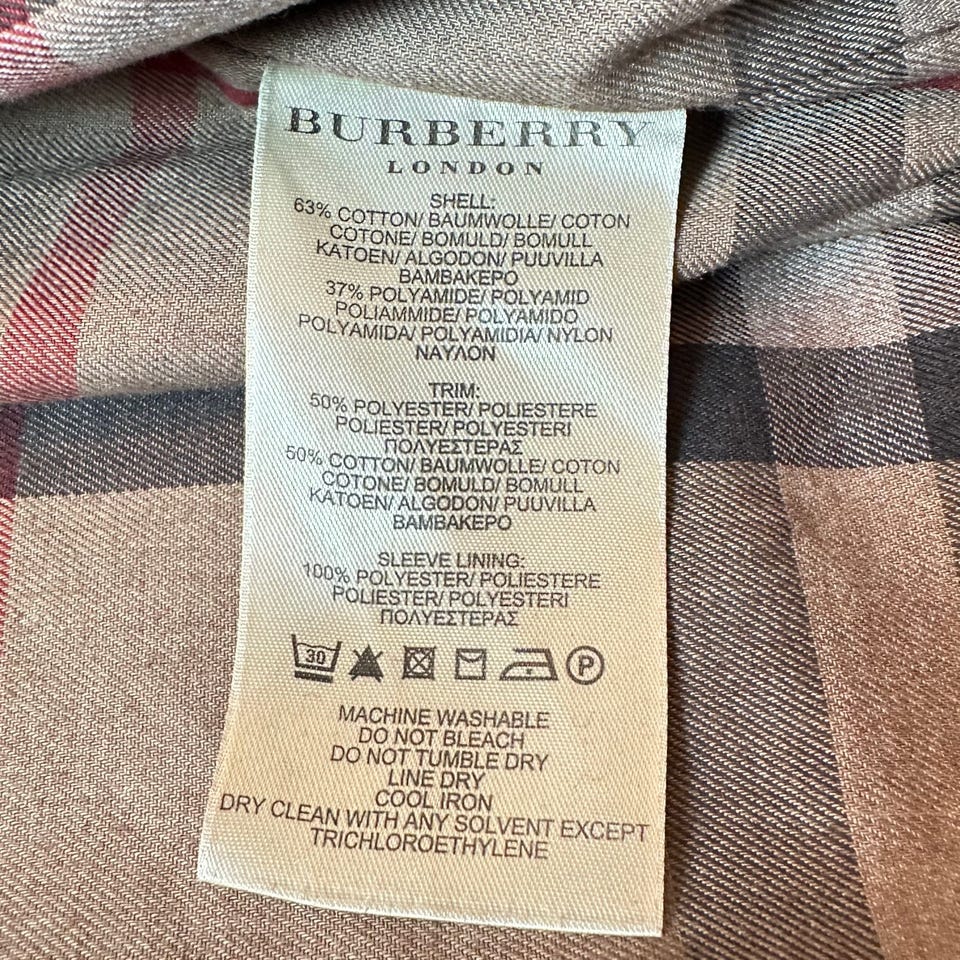 BURBERRY
LONDON
SHELL:
63% COTTON/ BAUMWOLLE/ COTON
COTONE/ BOMULD/ BOMULL
KATOEN/ ALGODON/ PUUVILLA
ΒΑΜΒΑΚΕΡΟ
37% POLYAMIDE/ POLYAMID
POLIAMMIDE/ POLYAMIDO
POLYAMIDA/ POLYAMIDIA/ NYLON
ΝΑΥΛΟΝ
TRIM:
50% POLYESTER/ POLIESTERE
POLIESTER/ POLYESTERI
ΠΟΛΥΕΣΤΕΡΑΣ
50% COTTON/ BAUMWOLLE/ COTON
COTONE/ BOMULD/ BOMULL
KATOEN/ ALGODON/ PUUVILLA
ΒΑΜΒΑΚΕΡΟ
SLEEVE LINING:
100% POLYESTER/ POLIESTERE
POLIESTER/ POLYESTERI
ΠΟΛΥΕΣΤΕΡΑΣ
30 P
MACHINE WASHABLE
DO NOT BLEACH
DO NOT TUMBLE DRY
LINE DRY
COOL IRON
DRY CLEAN WITH ANY SOLVENT EXCEPT
TRICHLOROETHYLENE